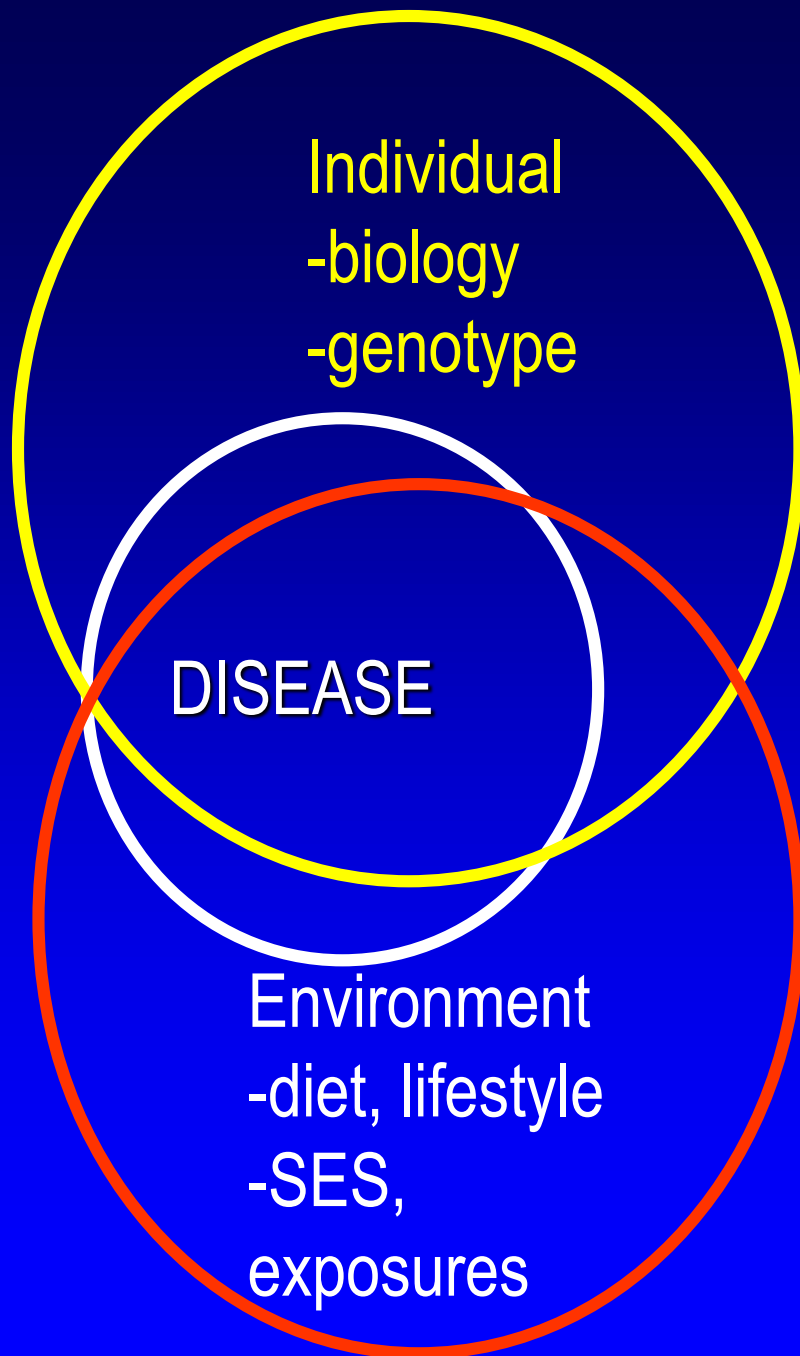 Individual
-biology
-genotype
DISEASE
Environment
-diet, lifestyle
-SES,
exposures